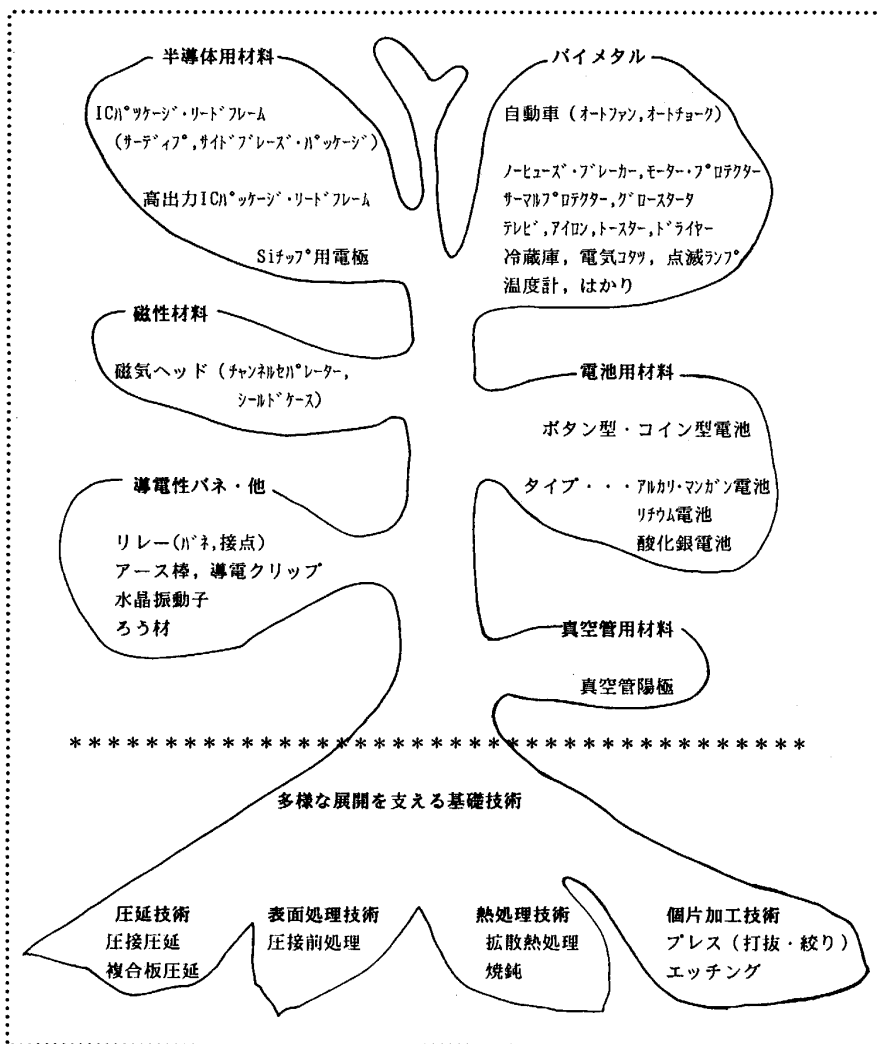 半導体用材料
ICﾊﾟｯｹｰｼﾞ・ﾘｰﾄﾞﾌﾚｰﾑ
(ｻｰﾃﾞｨﾌﾟ,ｻｲﾄﾞﾌﾞﾚｰｽﾞ・ﾊﾟｯｹｰｼﾞ)
高出力ICﾊﾟｯｹｰｼﾞ・ﾘｰﾄﾞﾌﾚｰﾑ
Siﾁｯﾌﾟ用電極
磁性材料
磁気ヘッド（ﾁｬﾝﾈﾙｾﾊﾟﾚｰﾀｰ,
ｼｰﾙﾄﾞｹｰｽ)
導電性バネ・他
リレー(ﾊﾞﾈ,接点)
アース棒，導電クリップ
水晶振動子
ろう材
バイメタル
自動車（ｵｰﾄﾌｧﾝ,ｵｰﾄﾁｮｰｸ)
ﾉｰﾋｭｰｽﾞ・ﾌﾞﾚｰｶｰ,ﾓｰﾀｰ・ﾌﾟﾛﾃｸﾀｰ
ｻｰﾏﾙﾌﾟﾛﾃｸﾀｰ,ｸﾞﾛｰｽﾀｰﾀ
ﾃﾚﾋﾞ,ｱｲﾛﾝ,ﾄｰｽﾀｰ,ﾄﾞﾗｲﾔｰ
冷蔵庫，電気ｺﾀﾂ，点滅ﾗﾝﾌﾟ
温度計，はかり
電池用材料
ボタン型・コイン型電池
タイプ・・・ｱﾙｶﾘ・ﾏﾝｶﾞﾝ電池
ﾘﾁｳﾑ電池
酸化銀電池
真空管用材料
真空管陽極
多様な展開を支える基礎技術
圧延技術
圧接圧延
複合板圧延
表面処理技術
圧接前処理
熱処理技術
拡散熱処理
焼鈍
個片加工技術
プレス（打抜・絞り）
エッチング